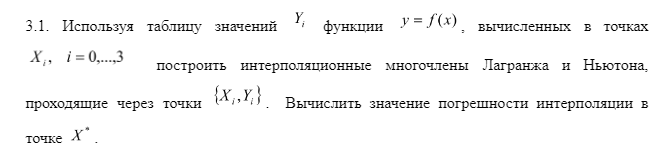 3.1. Используя таблицу значений Y_i функции y = f(x), вычисленных в точках
X_i, i = 0,...,3 построить интерполяционные многочлены Лагранжа и Ньютона,
проходящие через точки {X_i, Y_i}. Вычислить значение погрешности интерполяции в
точке X^*.